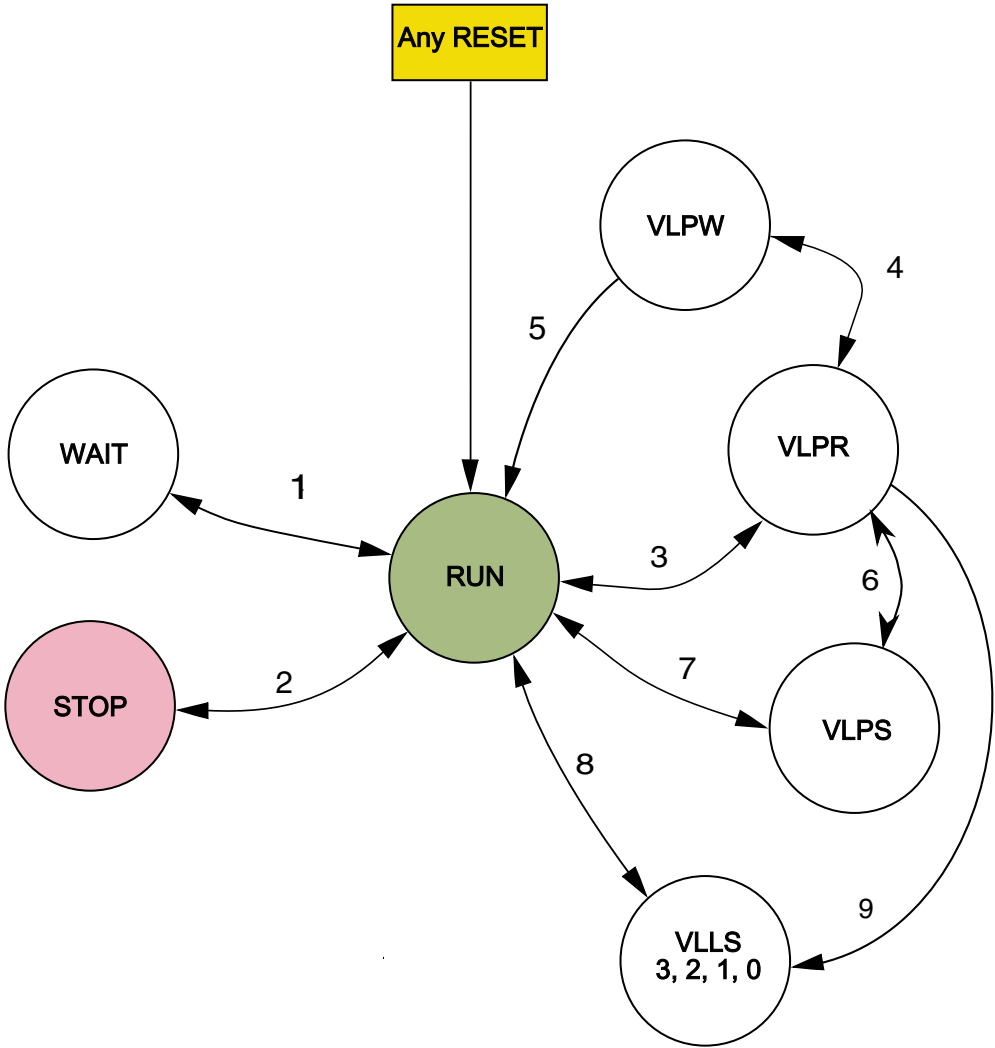 Any RESET
VLPW
4
5
VLPR
WAIT
1
3
RUN
6
2
7
STOP
VLPS
8
9
VLLS
3, 2, 1, 0